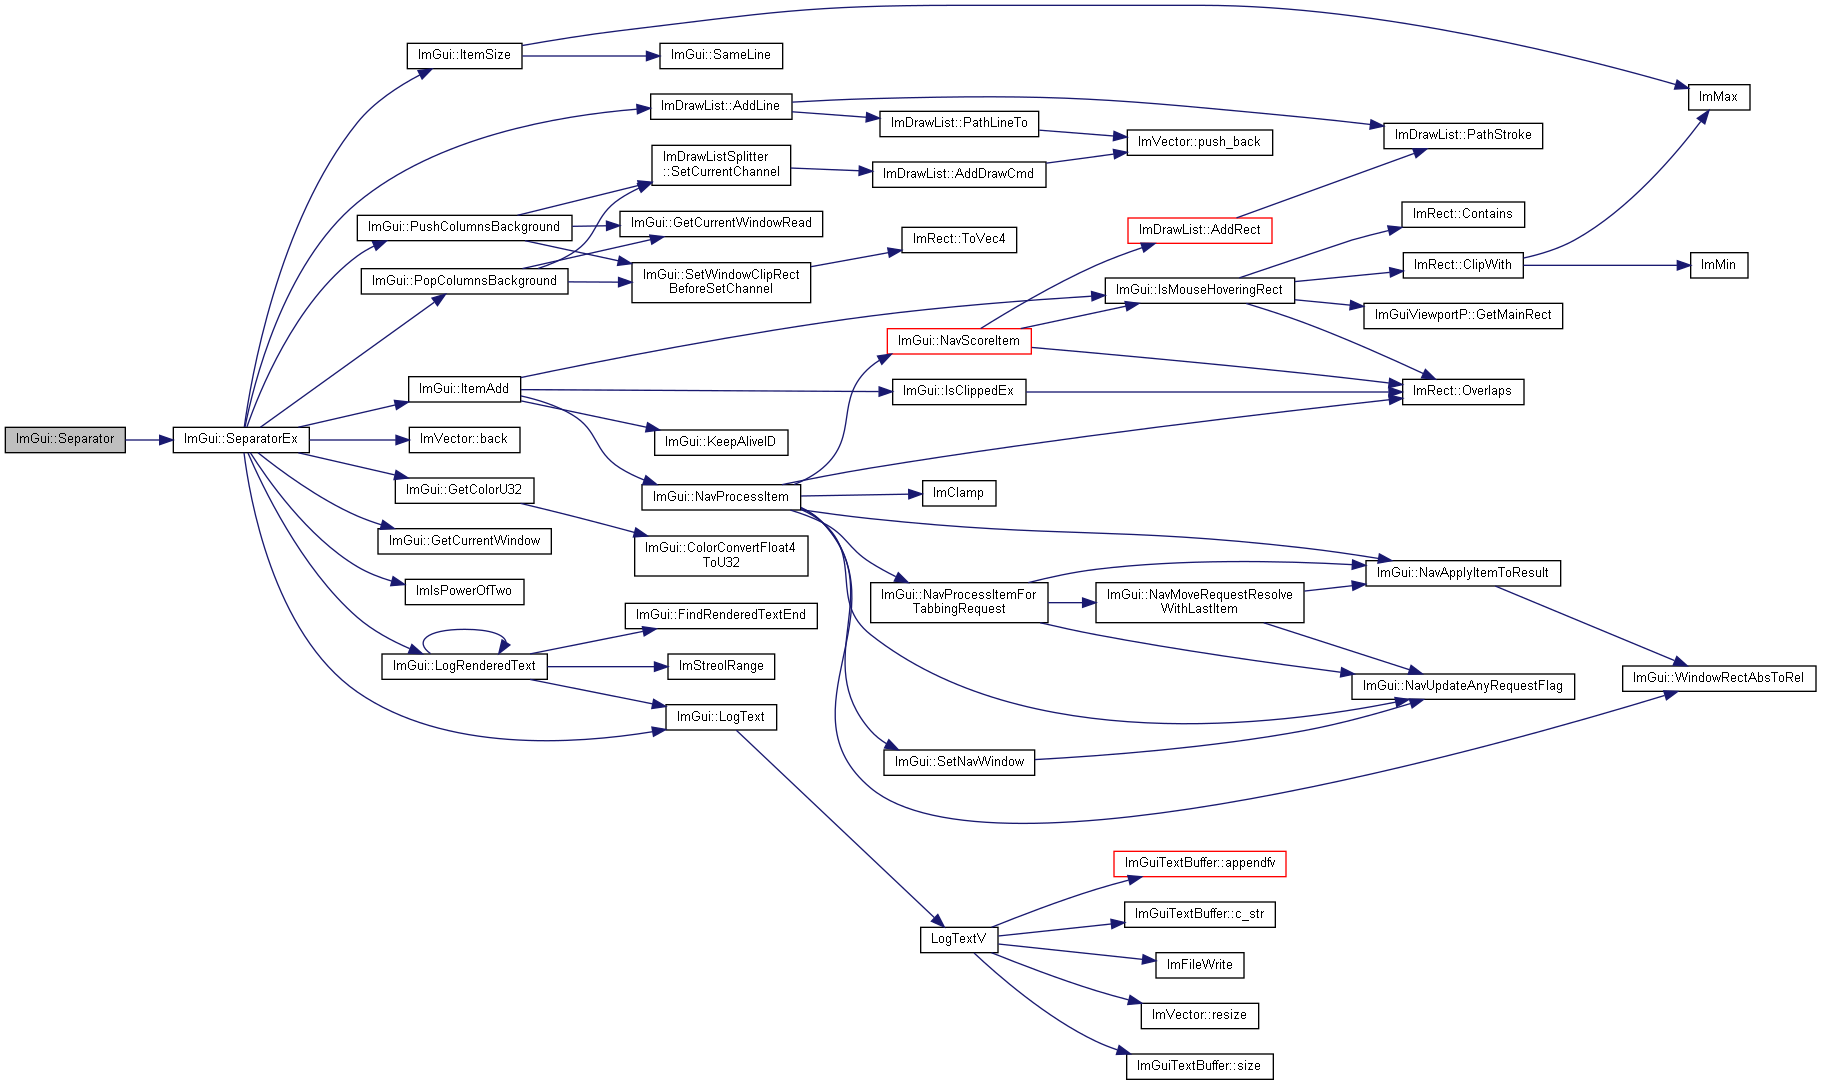 ImGui::Separator
ImGui::SeparatorEx
ImGui::ItemSize
ImGui::SameLine
ImMax
ImDrawList::AddLine
ImDrawList::PathLineTo
ImDrawList::PathStroke
ImVector::push_back
ImDrawListSplitter
::SetCurrentChannel
ImDrawList::AddDrawCmd
ImGui::PushColumnsBackground
ImGui::GetCurrentWindowRead
ImRect::ToVec4
ImGui::PopColumnsBackground
ImGui::SetWindowClipRect
BeforeSetChannel
ImDrawList::AddRect
ImRect::Contains
ImRect::ClipWith
ImMin
ImGui::IsMouseHoveringRect
ImGuiViewportP::GetMainRect
ImGui::NavScoreItem
ImGui::ItemAdd
ImGui::IsClippedEx
ImRect::Overlaps
ImVector::back
ImGui::KeepAliveID
ImGui::GetColorU32
ImGui::NavProcessItem
ImClamp
ImGui::GetCurrentWindow
ImGui::ColorConvertFloat4
ToU32
ImIsPowerOfTwo
ImGui::NavProcessItemFor
TabbingRequest
ImGui::NavMoveRequestResolve
WithLastItem
ImGui::NavApplyItemToResult
ImGui::FindRenderedTextEnd
ImGui::LogRenderedText
ImStreolRange
ImGui::NavUpdateAnyRequestFlag
ImGui::WindowRectAbsToRel
ImGui::LogText
ImGui::SetNavWindow
ImGuiTextBuffer::appendfv
ImGuiTextBuffer::c_str
LogTextV
ImFileWrite
ImVector::resize
ImGuiTextBuffer::size